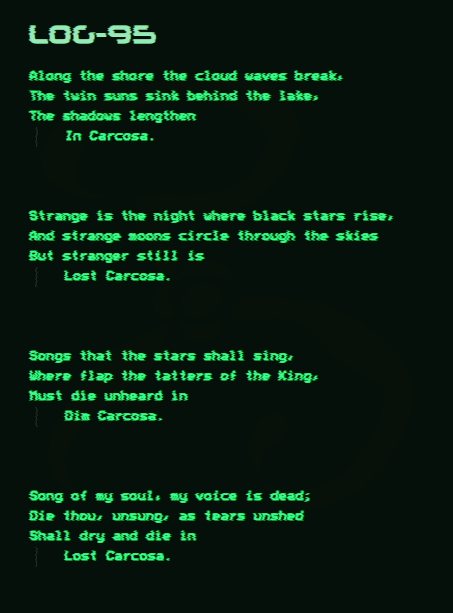 LOG-95
Along the shore the cloud waves break,
The twin suns sink behind the lake,
The shadows lengthen
In Carcosa.
Strange is the night where black stars rise,
And strange moons circle through the skies
But stranger still is
Lost Carcosa.
Songs that the stars shall sing,
Where flap the tatters of the King,
Must die unheard in
Dim Carcosa.
Song of my soul, my voice is dead;
Die thou, unsung, as tears unshed
Shall dry and die in
Lost Carcosa.